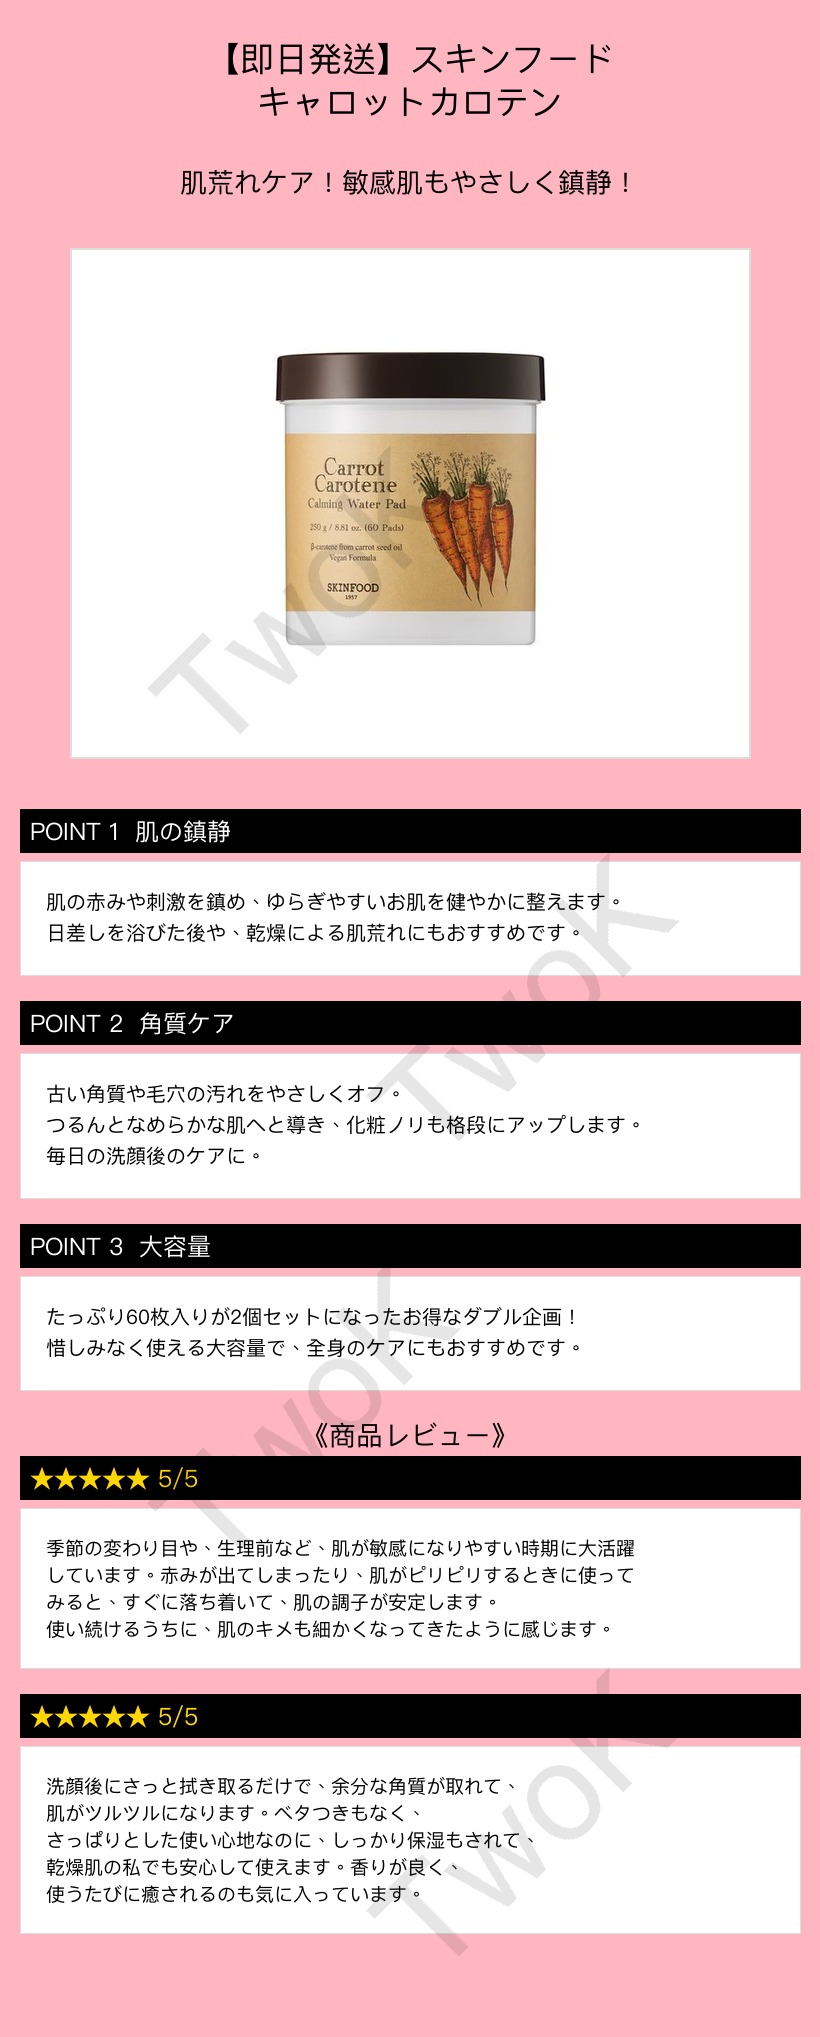 【即日発送】スキンフード
キャロットカロテン
肌荒れケア！敏感肌もやさしく鎮静！
Carrot
Carotene
Calming Water Pad
250 g / 8.81 oz. (60 Pads)
β-carotene from carrot seed oil
Vegan Formula
SKINFOOD
1957
TwoK
POINT 1 肌の鎮静
肌の赤みや刺激を鎮め、ゆらぎやすいお肌を健やかに整えます。
日差しを浴びた後や、乾燥による肌荒れにもおすすめです。
TwoK
POINT 2 角質ケア
古い角質や毛穴の汚れをやさしくオフ。
つるんとなめらかな肌へと導き、化粧ノリも格段にアップします。
毎日の洗顔後のケアに。
POINT 3 大容量
たっぷり60枚入りが2個セットになったお得なダブル企画！
惜しみなく使える大容量で、全身のケアにもおすすめです。
TwoK
《商品レビュー》
★★★★★ 5/5
季節の変わり目や、生理前など、肌が敏感になりやすい時期に大活躍
しています。赤みが出てしまったり、肌がピリピリするときに使って
みると、すぐに落ち着いて、肌の調子が安定します。
使い続けるうちに、肌のキメも細かくなってきたように感じます。
★★★★★ 5/5
洗顔後にさっと拭き取るだけで、余分な角質が取れて、
肌がツルツルになります。ベタつきもなく、
さっぱりとした使い心地なのに、しっかり保湿もされて、
乾燥肌の私でも安心して使えます。香りが良く、
使うたびに癒されるのも気に入っています。
TwoK